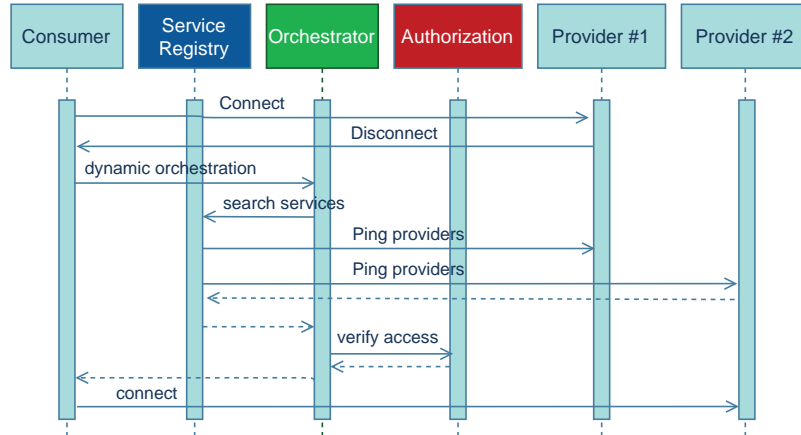 Consumer
Service
Registry
Orchestrator
Authorization
Provider #1
Provider #2
Connect
Disconnect
dynamic orchestration
search services
Ping providers
Ping providers
verify access
connect